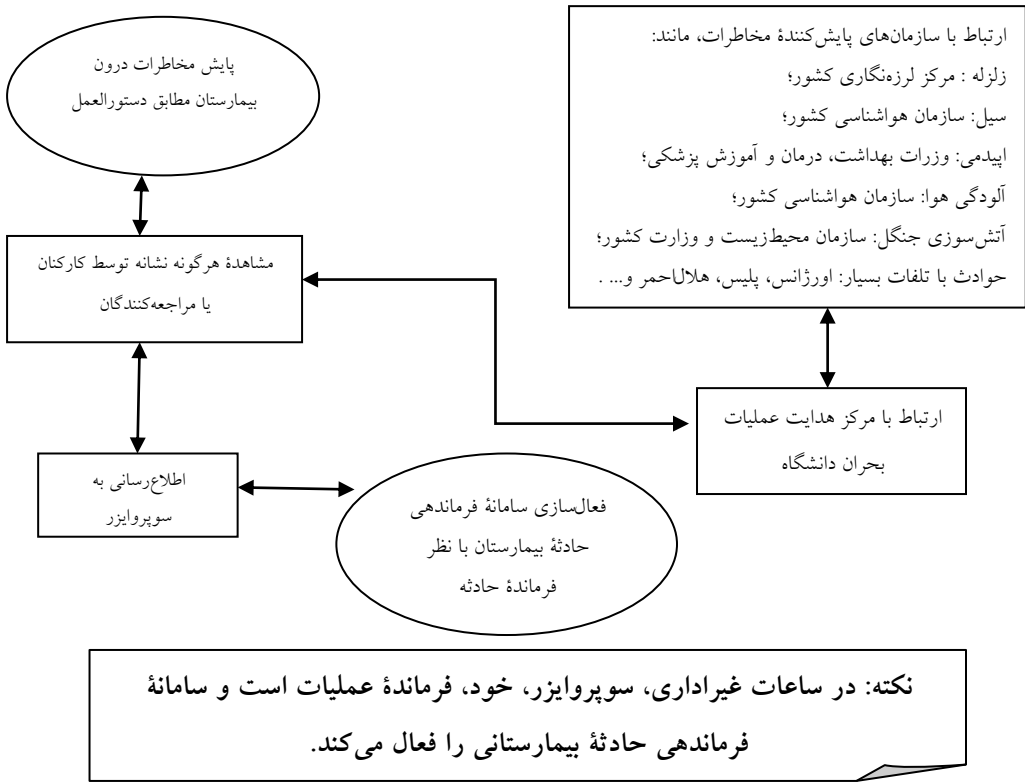 ارتباط با سازمان‌های پایش‌کنندهٔ مخاطرات، مانند:
زلزله : مرکز لرزه‌نگاری کشور؛
سیل: سازمان هواشناسی کشور؛
اپیدمی: وزرات بهداشت، درمان و آموزش پزشکی؛
آلودگی هوا: سازمان هواشناسی کشور؛
آتش‌سوزی جنگل: سازمان محیط‌زیست و وزارت کشور؛
حوادث با تلفات بسیار: اورژانس، پلیس، هلال‌احمر و... .
پایش مخاطرات درون
بیمارستان مطابق دستورالعمل
مشاهدهٔ هرگونه نشانه توسط کارکنان
یا مراجعه‌کنندگان
ارتباط با مرکز هدایت عملیات
بحران دانشگاه
اطلاع‌رسانی به
سوپروایزر
فعال‌سازی سامانهٔ فرماندهی
حادثهٔ بیمارستان با نظر
فرماندهٔ حادثه
نکته: در ساعات غیراداری، سوپروایزر، خود، فرماندهٔ عملیات است و سامانهٔ
فرماندهی حادثهٔ بیمارستانی را فعال می‌کند.